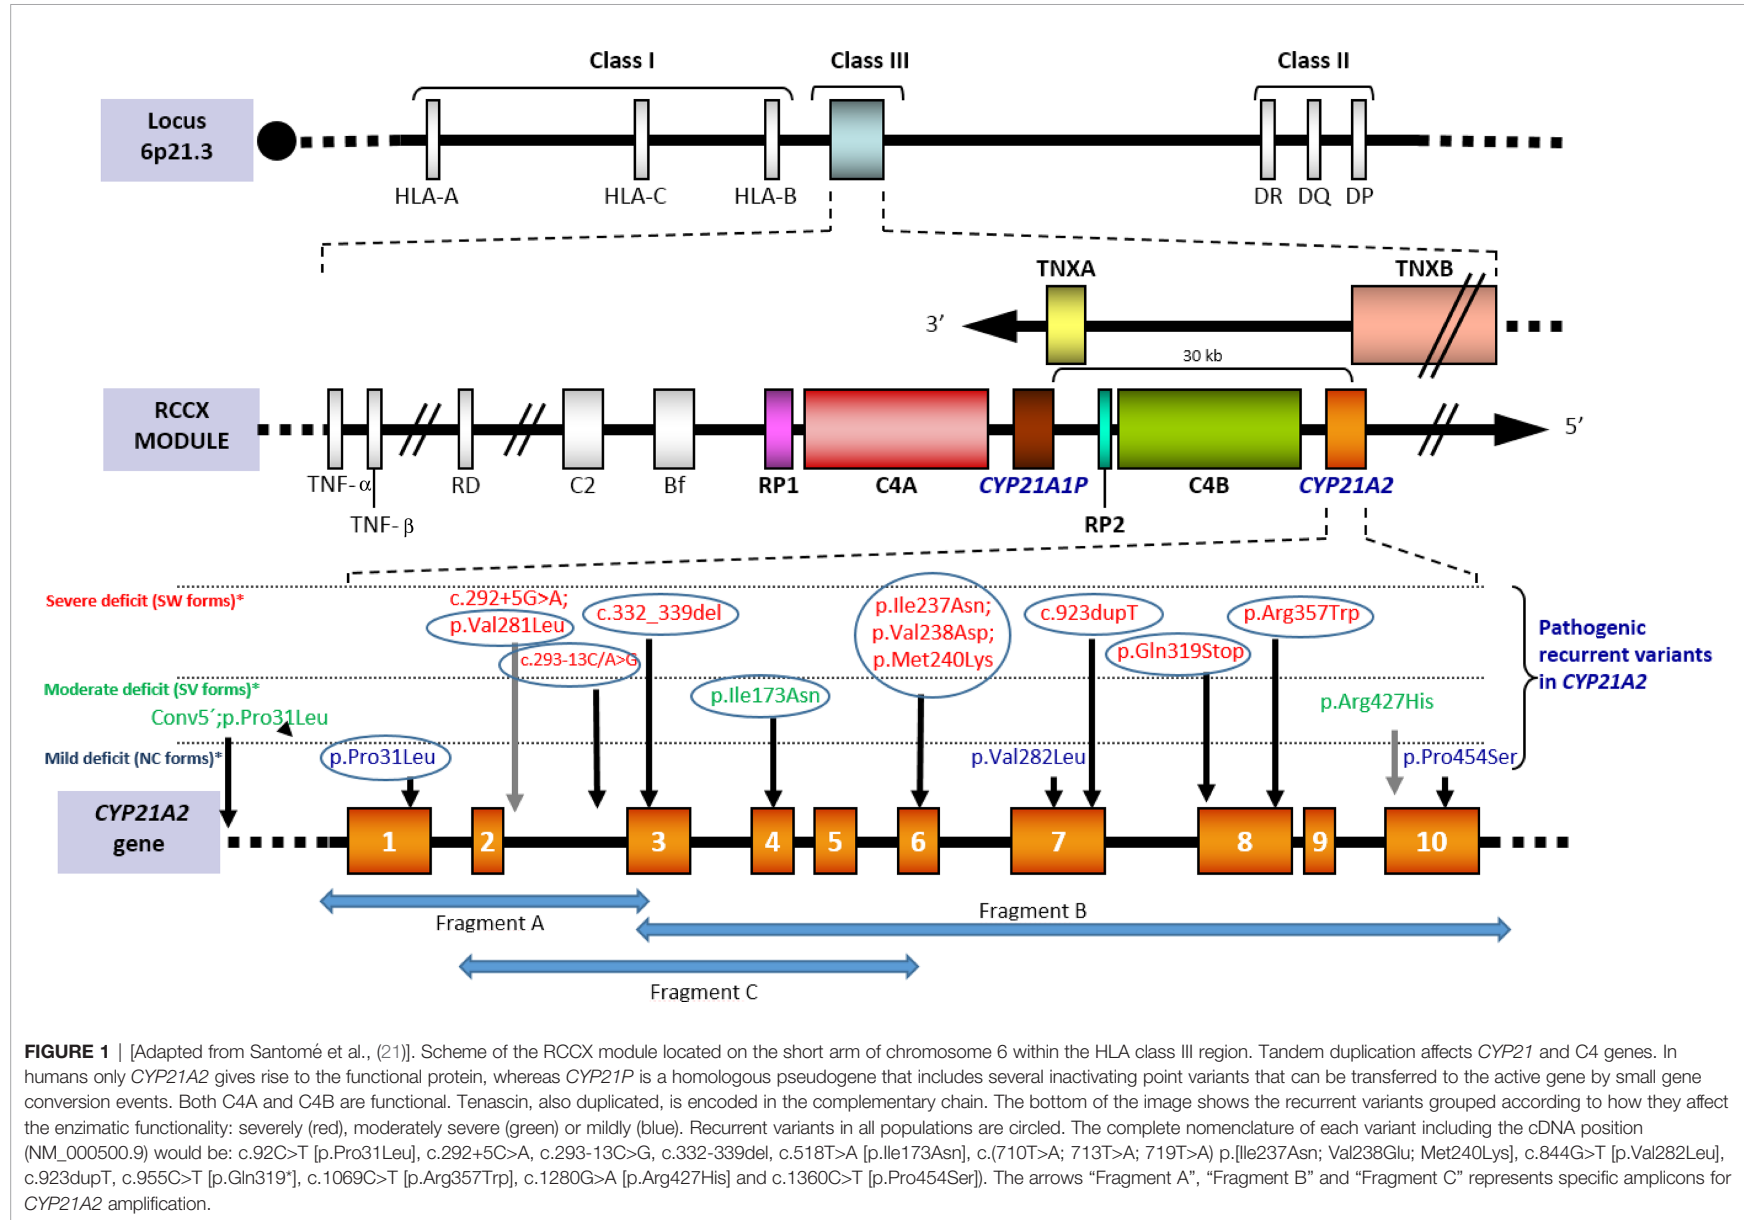 Class I
Class III
Class II
Locus
6p21.3
HLA-A
HLA-C
HLA-B
DR
DQ
DP
TNXA
TNXB
3’
30 kb
RCCX
MODULE
5’
TNF- α
RD
C2
Bf
RP1
C4A
CYP21A1P
C4B
CYP21A2
TNF- β
RP2
Severe deficit (SW forms)*
c.292+5G>A;
p.Val281Leu
c.293-13C/A>G
c.332_339del
p.Ile237Asn;
p.Val238Asp;
p.Met240Lys
c.923dupT
p.Gln319Stop
p.Arg357Trp
Pathogenic
recurrent variants
in CYP21A2
Moderate deficit (SV forms)*
Conv5´;p.Pro31Leu
p.Ile173Asn
p.Arg427His
Mild deficit (NC forms)*
p.Pro31Leu
p.Val282Leu
p.Pro454Ser
CYP21A2
gene
1
2
3
4
5
6
7
8
9
10
Fragment A
Fragment B
Fragment C
FIGURE 1 | [Adapted from Santomé et al., (21)]. Scheme of the RCCX module located on the short arm of chromosome 6 within the HLA class III region. Tandem duplication affects CYP21 and C4 genes. In
humans only CYP21A2 gives rise to the functional protein, whereas CYP21P is a homologous pseudogene that includes several inactivating point variants that can be transferred to the active gene by small gene
conversion events. Both C4A and C4B are functional. Tenascin, also duplicated, is encoded in the complementary chain. The bottom of the image shows the recurrent variants grouped according to how they affect
the enzimatic functionality: severely (red), moderately severe (green) or mildly (blue). Recurrent variants in all populations are circled. The complete nomenclature of each variant including the cDNA position
(NM_000500.9) would be: c.92C>T [p.Pro31Leu], c.292+5C>A, c.293-13C>G, c.332-339del, c.518T>A [p.Ile173Asn], c.(710T>A; 713T>A; 719T>A) p.[Ile237Asn; Val238Glu; Met240Lys], c.844G>T [p.Val282Leu],
c.923dupT, c.955C>T [p.Gln319*], c.1069C>T [p.Arg357Trp], c.1280G>A [p.Arg427His] and c.1360C>T [p.Pro454Ser]). The arrows “Fragment A”, “Fragment B” and “Fragment C” represents specific amplicons for
CYP21A2 amplification.